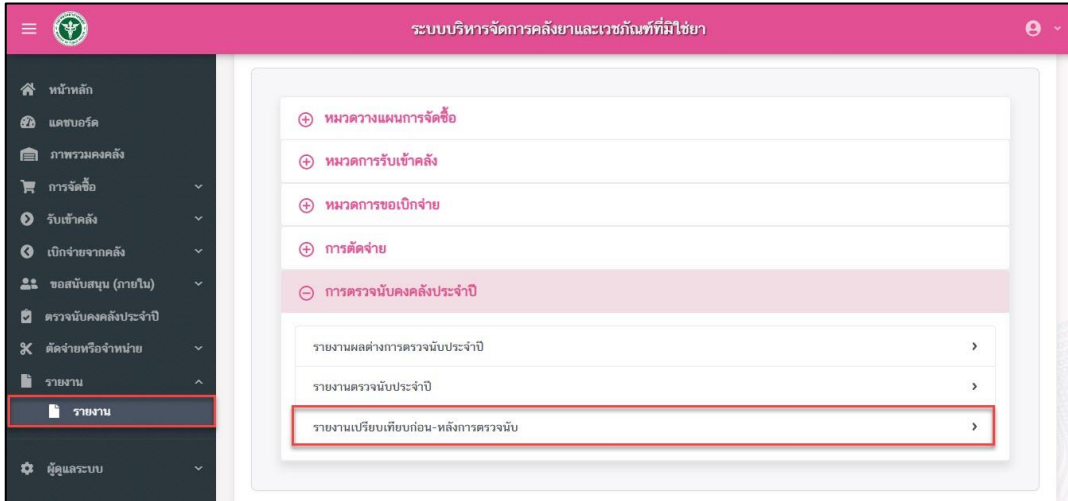 ระบบบริหารจัดการคลังยาและเวชภัณฑ์ที่มิใช่ยา
หน้าหลัก
แดชบอร์ด
ภาพรวมคงคลัง
การจัดซื้อ
รับเข้าคลัง
เบิกจ่ายจากคลัง
ขอสนับสนุน (ภายใน)
ตรวจนับคงคลังประจำปี
ตัดจ่ายหรือจำหน่าย
รายงาน
รายงาน
ผู้ดูแลระบบ
หมวดวางแผนการจัดซื้อ
หมวดการรับเข้าคลัง
หมวดการขอเบิกจ่าย
การตัดจ่าย
การตรวจนับคงคลังประจำปี
รายงานผลต่างการตรวจนับประจำปี
รายงานตรวจนับประจำปี
รายงานเปรียบเทียบก่อน-หลังการตรวจนับ